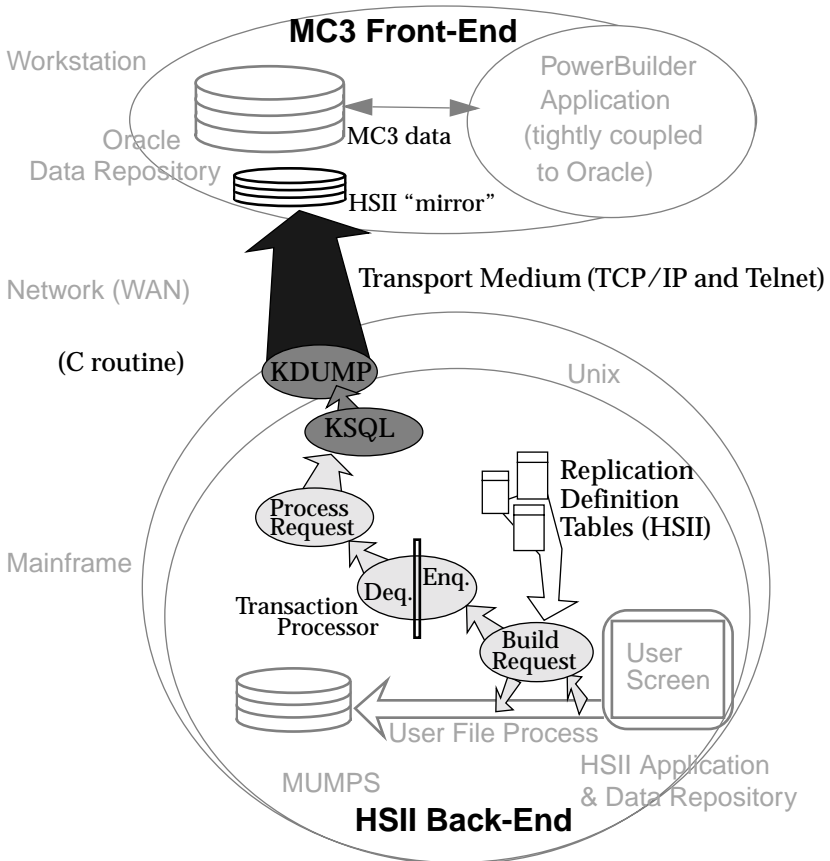 MC3 Front-End
Workstation
PowerBuilder
Application
(tightly coupled
to Oracle)
MC3 data
Oracle
Data Repository
HSII “mirror”
Transport Medium (TCP/IP and Telnet)
Network (WAN)
(C routine)
KDUMP
Unix
KSQL
Replication
Definition
Tables (HSII)
Process
Request
Mainframe
Deq.
Enq.
Transaction
Processor
Build
Request
User
Screen
User File Process
MUMPS
HSII Application
& Data Repository
HSII Back-End